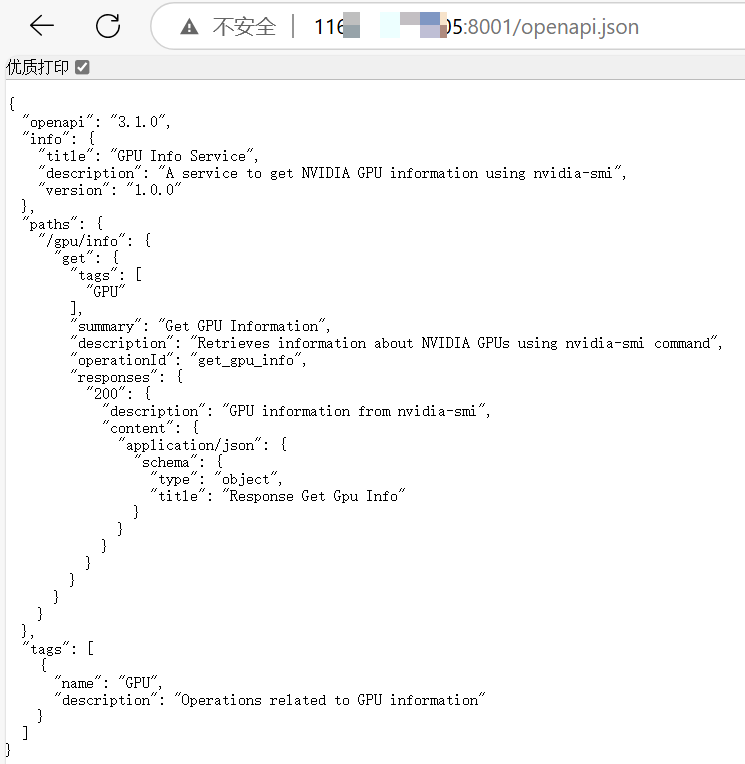 不安全 116 05:8001/openapi.json
优质打印
{
  "openapi": "3.1.0",
  "info": {
    "title": "GPU Info Service",
    "description": "A service to get NVIDIA GPU information using nvidia-smi",
    "version": "1.0.0"
  },
  "paths": {
    "/gpu/info": {
      "get": {
        "tags": [
          "GPU"
        ],
        "summary": "Get GPU Information",
        "description": "Retrieves information about NVIDIA GPUs using nvidia-smi command",
        "operationId": "get_gpu_info",
        "responses": {
          "200": {
            "description": "GPU information from nvidia-smi",
            "content": {
              "application/json": {
                "schema": {
                  "type": "object",
                  "title": "Response Get Gpu Info"
                }
              }
            }
          }
        }
      }
    }
  },
  "tags": [
    {
      "name": "GPU",
      "description": "Operations related to GPU information"
    }
  ]
}